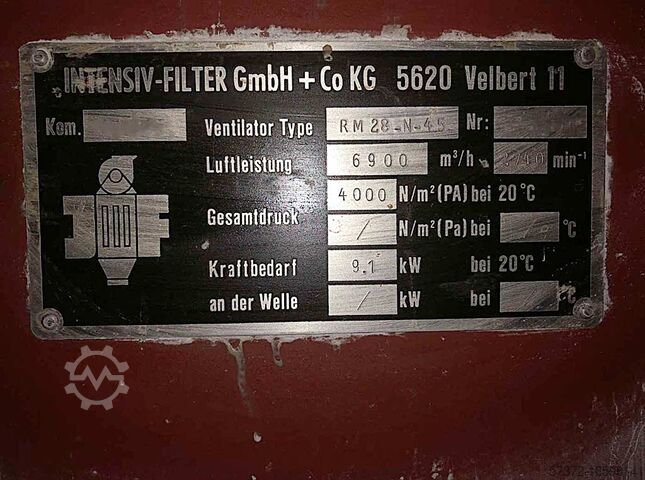 INTENSIV-FILTER GmbH + Co KG 5620 Velbert 11
Kom. Ventilator Type RM 28-N-45 Nr:
Luftleistung 6900 m³/h min⁻¹
4000 N/m² (PA) bei 20°C
Gesamtdruck / N/m² (Pa) bei / °C
Kraftbedarf 9.1 kW bei 20°C
an der Welle / kW bei °C